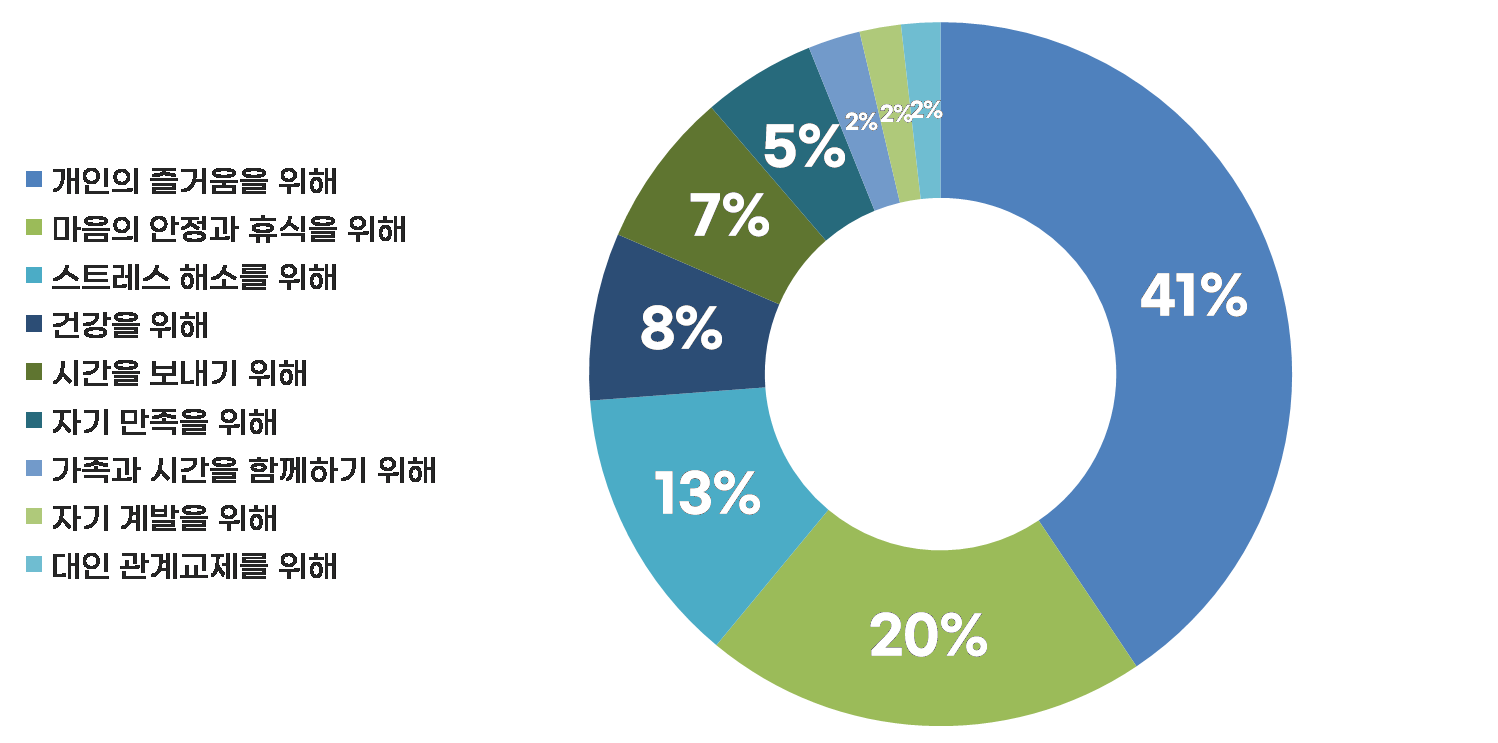 개인의 즐거움을 위해
마음의 안정과 휴식을 위해
스트레스 해소를 위해
건강을 위해
시간을 보내기 위해
자기 만족을 위해
가족과 시간을 함께하기 위해
자기 계발을 위해
대인 관계교제를 위해
41%
20%
13%
8%
7%
5%
2%
2%
2%